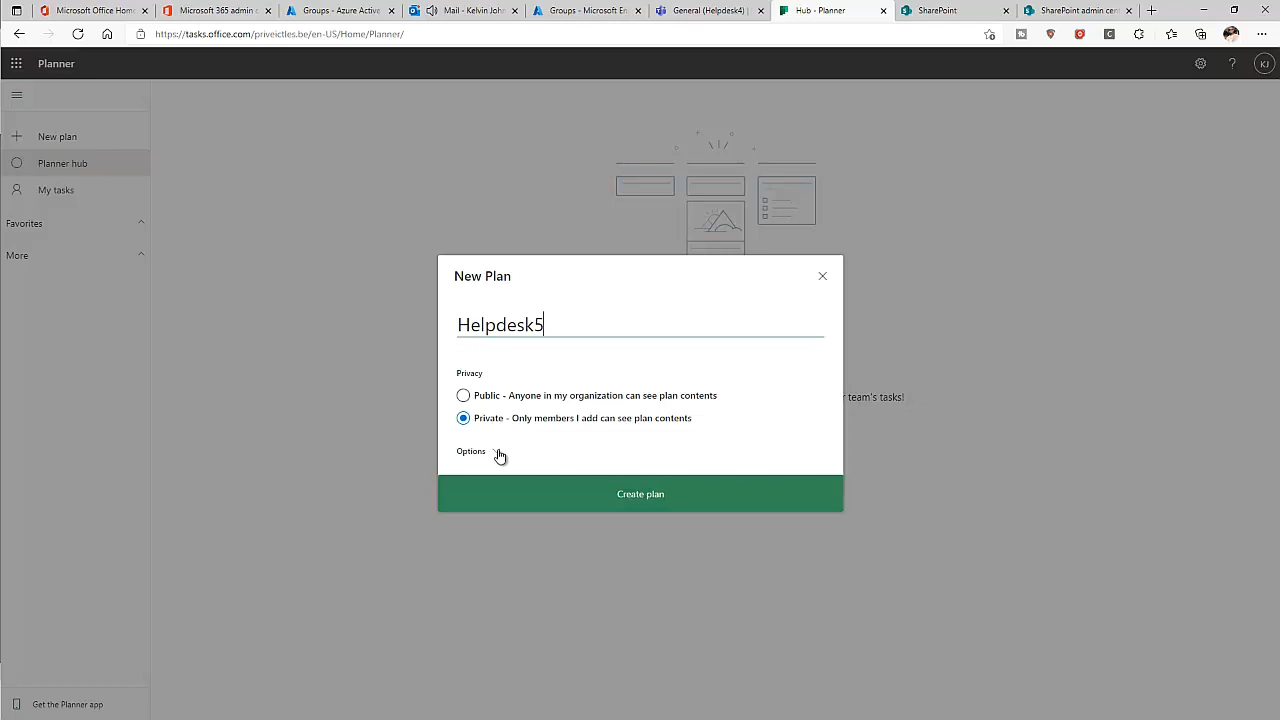 Microsoft Office Home
Microsoft 365 admin c
Groups - Azure Active
Mail - Kelvin John
Groups - Microsoft En
General (Helpdesk4) |
Hub - Planner
SharePoint
SharePoint admin cent
https://tasks.office.com/priveictles.be/en-US/Home/Planner/
Planner
KJ
New plan
Planner hub
My tasks
Favorites
More
New Plan
Helpdesk5
Privacy
Public - Anyone in my organization can see plan contents
r team's tasks!
Private - Only members I add can see plan contents
Options
Create plan
Get the Planner app